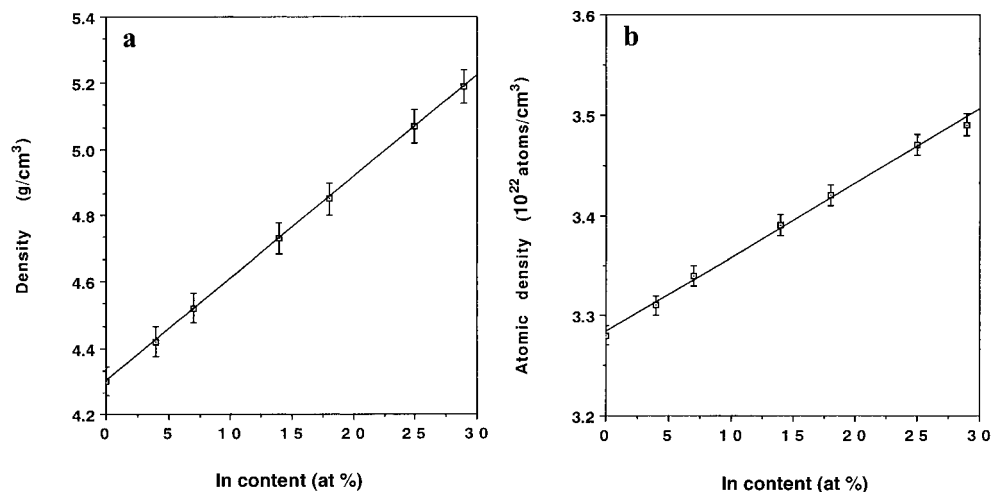 a
5.4
5.2
5.0
4.8
4.6
4.4
4.2
Density (g/cm³)
0 5 10 15 20 25 30
In content (at %)
b
3.6
3.5
3.4
3.3
3.2
Atomic density (10²² atoms/cm³)
0 5 10 15 20 25 30
In content (at %)